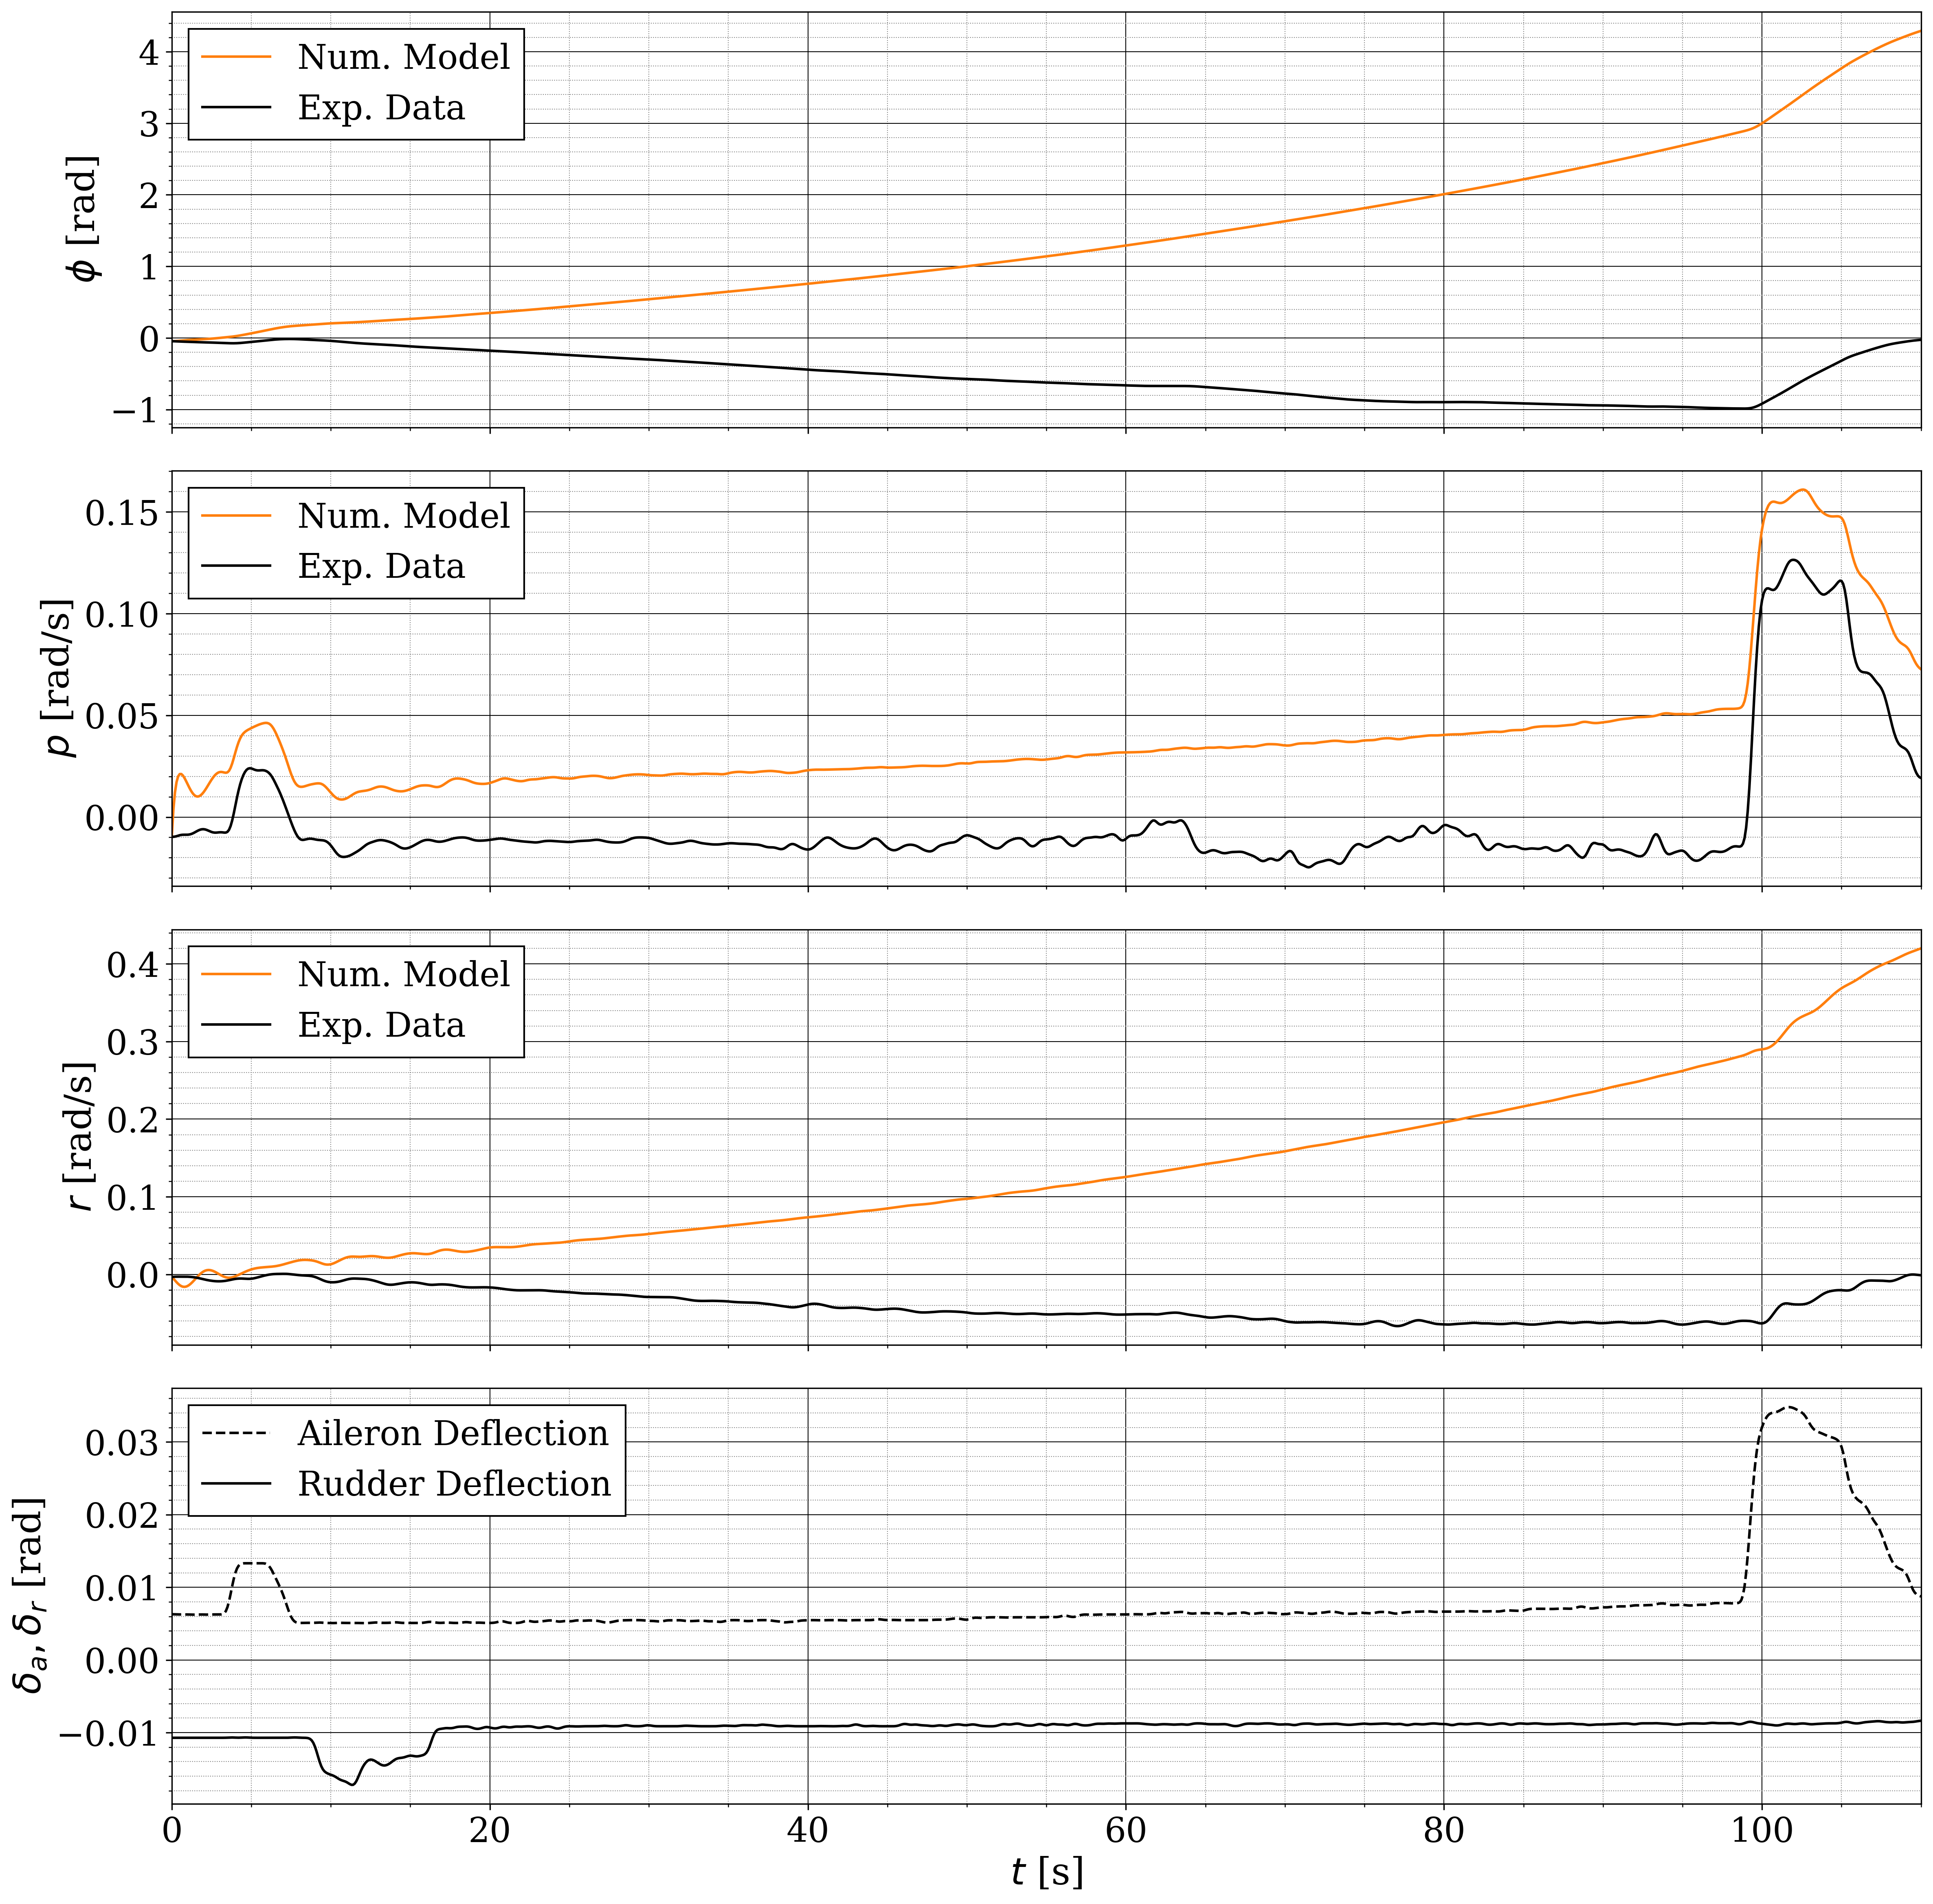 4
3
2
1
0
−1
ϕ [rad]
Num. Model
Exp. Data
0.15
0.10
0.05
0.00
p [rad/s]
Num. Model
Exp. Data
0.4
0.3
0.2
0.1
0.0
r [rad/s]
Num. Model
Exp. Data
0.03
0.02
0.01
0.00
−0.01
δa, δr [rad]
Aileron Deflection
Rudder Deflection
0 20 40 60 80 100
t [s]